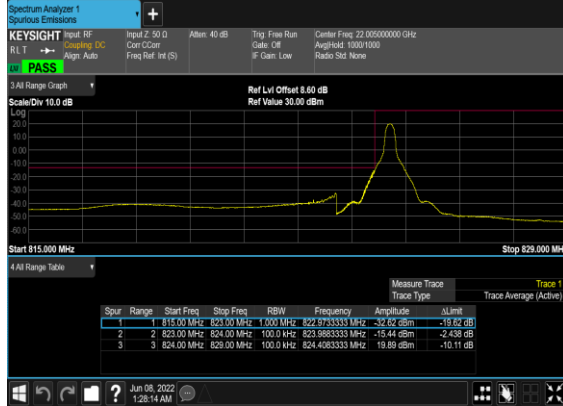 Spectrum Analyzer 1
Spurious Emissions
+
KEYSIGHT Input: RF Input Z: 50 Ω Atten: 40 dB Trig: Free Run Center Freq: 22.005000000 GHz
RLT Coupling: DC Corr CCorr Gate: Off Avg|Hold: 1000/1000
Align: Auto Freq Ref: Int (S) IF Gain: Low Radio Std: None
PASS
3 All Range Graph
Ref Lvl Offset 8.60 dB
Scale/Div 10.0 dB Ref Value 30.00 dBm
Log
20.0
10.0
0.00
-10.0
-20.0
-30.0
-40.0
-50.0
-60.0
Start 815.000 MHz Stop 829.000 MH
4 All Range Table
Measure Trace Trace 1
Trace Type Trace Average (Active)
Spur Range Start Freq Stop Freq RBW Frequency Amplitude ΔLimit
1 1 815.00 MHz 823.00 MHz 1.000 MHz 822.9733333 MHz -32.62 dBm -19.62 dB
2 2 823.00 MHz 824.00 MHz 100.0 kHz 823.9883333 MHz -15.44 dBm -2.438 dB
3 3 824.00 MHz 829.00 MHz 100.0 kHz 824.4083333 MHz 19.89 dBm -10.11 dB
? Jun 08, 2022
1:28:14 AM